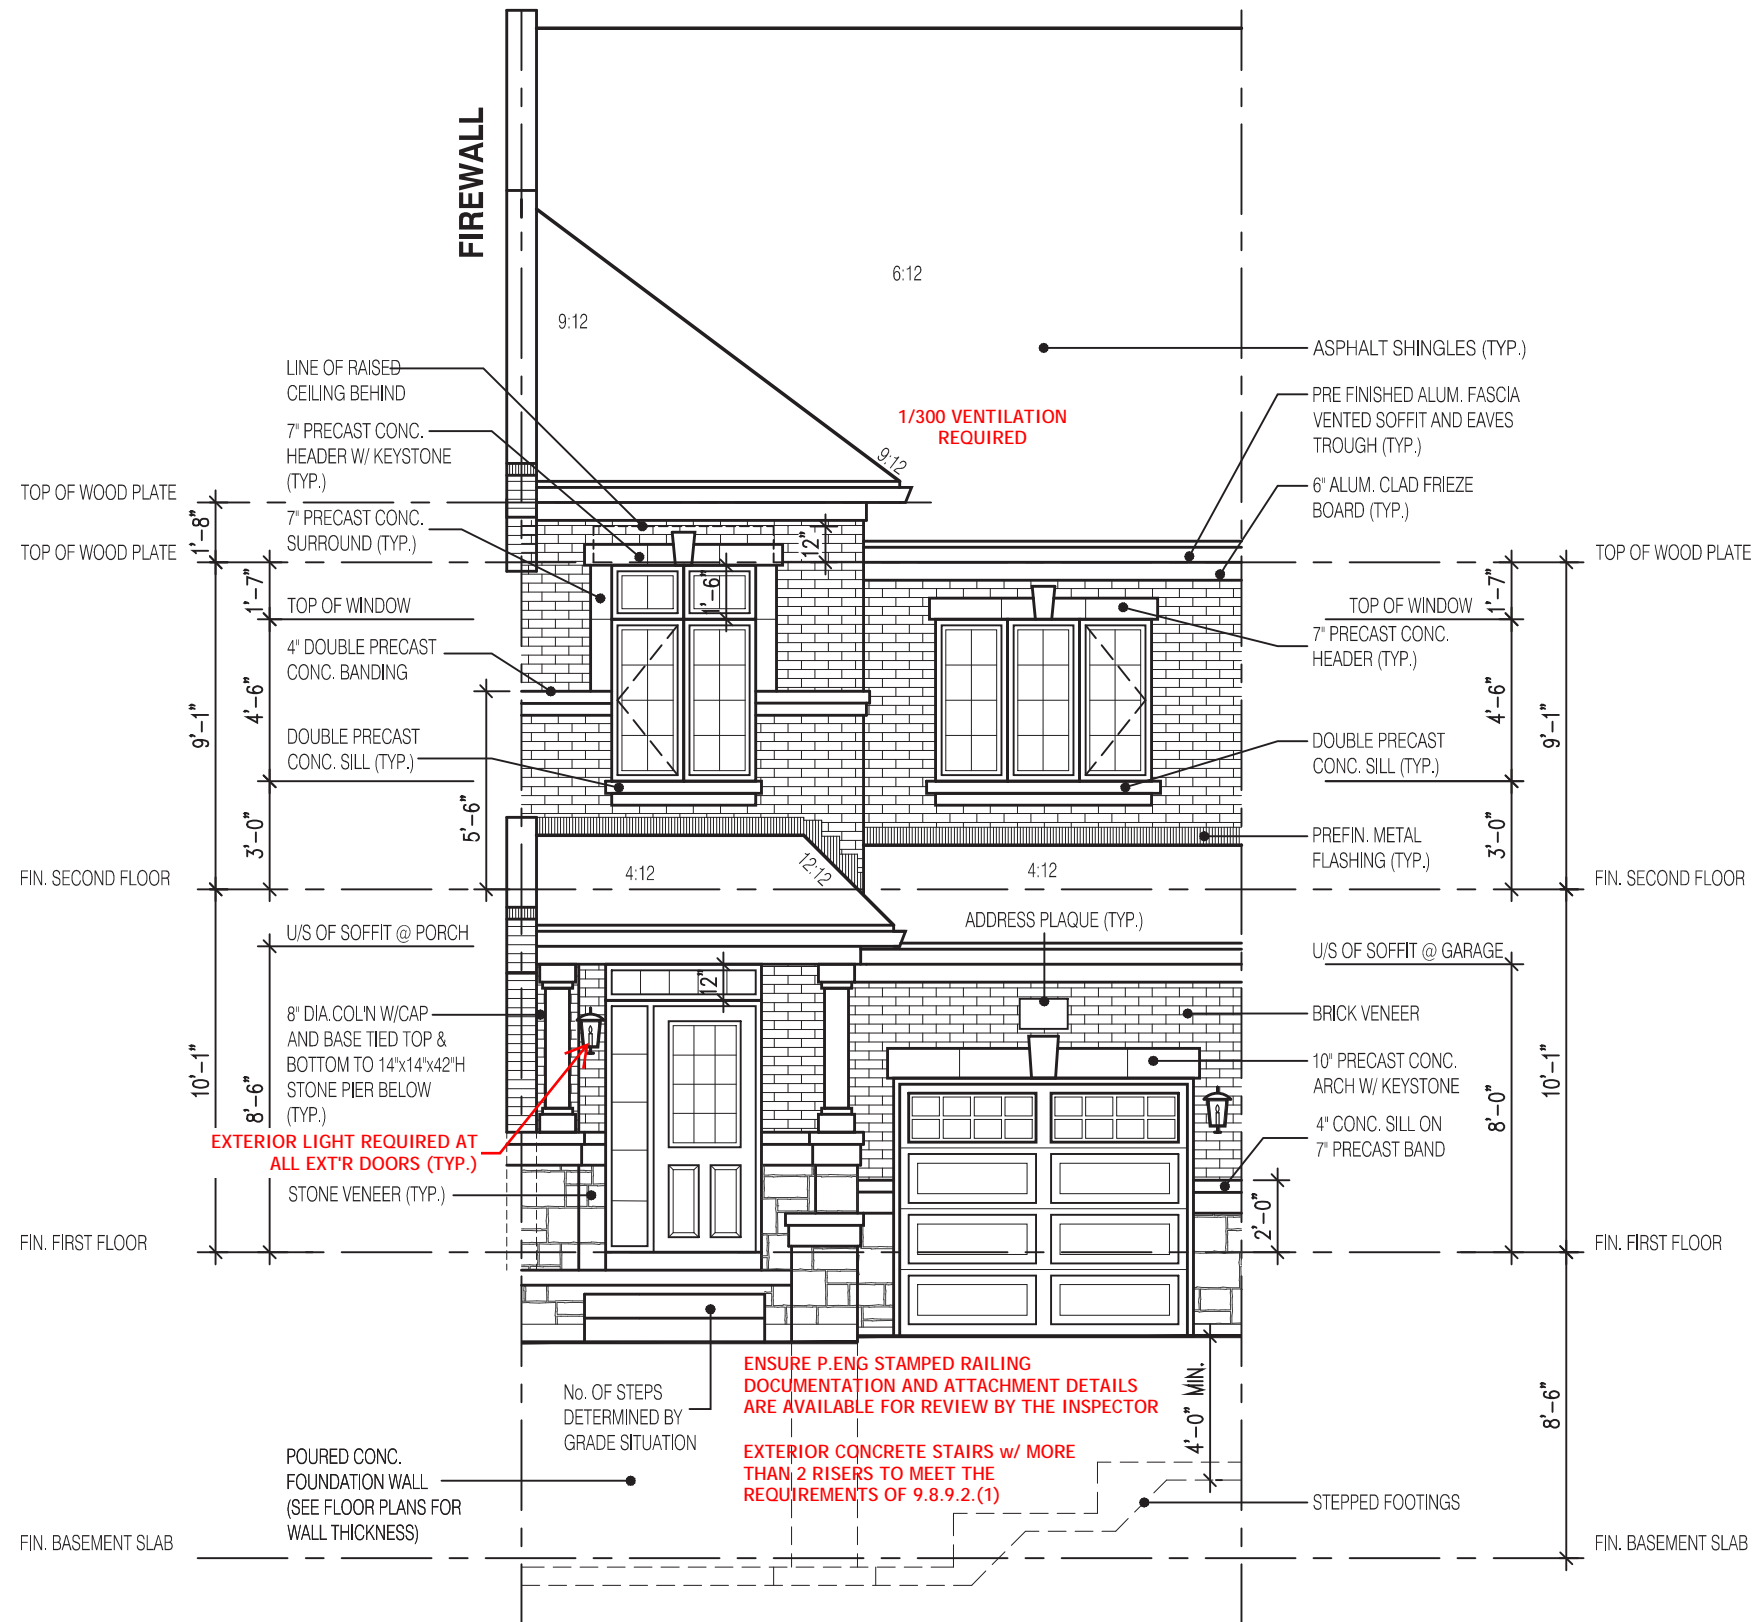 FIREWALL
6:12
9:12
9:12
LINE OF RAISED
CEILING BEHIND
7" PRECAST CONC.
HEADER W/ KEYSTONE
(TYP.)
TOP OF WOOD PLATE
1'-8"
7" PRECAST CONC.
SURROUND (TYP.)
TOP OF WOOD PLATE
1'-7"
TOP OF WINDOW
4" DOUBLE PRECAST
CONC. BANDING
4'-6"
9'-1"
DOUBLE PRECAST
CONC. SILL (TYP.)
5'-6"
3'-0"
FIN. SECOND FLOOR
U/S OF SOFFIT @ PORCH
8" DIA.COL'N W/CAP
AND BASE TIED TOP &
BOTTOM TO 14"x14"x42"H
STONE PIER BELOW
(TYP.)
10'-1"
8'-6"
EXTERIOR LIGHT REQUIRED AT
ALL EXT'R DOORS (TYP.)
STONE VENEER (TYP.)
FIN. FIRST FLOOR
No. OF STEPS
DETERMINED BY
GRADE SITUATION
POURED CONC.
FOUNDATION WALL
(SEE FLOOR PLANS FOR
WALL THICKNESS)
FIN. BASEMENT SLAB
1/300 VENTILATION
REQUIRED
12"
1'-6"
4:12
12:12
4:12
ADDRESS PLAQUE (TYP.)
12"
ENSURE P.ENG STAMPED RAILING
DOCUMENTATION AND ATTACHMENT DETAILS
ARE AVAILABLE FOR REVIEW BY THE INSPECTOR
EXTERIOR CONCRETE STAIRS w/ MORE
THAN 2 RISERS TO MEET THE
REQUIREMENTS OF 9.8.9.2.(1)
ASPHALT SHINGLES (TYP.)
PRE FINISHED ALUM. FASCIA
VENTED SOFFIT AND EAVES
TROUGH (TYP.)
6" ALUM. CLAD FRIEZE
BOARD (TYP.)
TOP OF WOOD PLATE
1'-7"
TOP OF WINDOW
7" PRECAST CONC.
HEADER (TYP.)
4'-6"
9'-1"
DOUBLE PRECAST
CONC. SILL (TYP.)
3'-0"
PREFIN. METAL
FLASHING (TYP.)
FIN. SECOND FLOOR
U/S OF SOFFIT @ GARAGE
BRICK VENEER
10" PRECAST CONC.
ARCH W/ KEYSTONE
10'-1"
8'-0"
4" CONC. SILL ON
7" PRECAST BAND
2'-0"
FIN. FIRST FLOOR
4'-0" MIN.
8'-6"
STEPPED FOOTINGS
FIN. BASEMENT SLAB